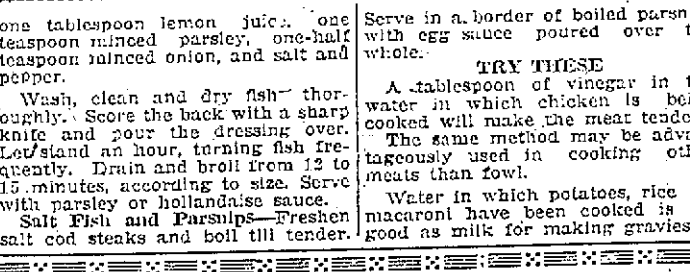 one tablespoon lemon juice. one
teaspoon minced parsley, one-half
teaspoon minced onion, and salt and
pepper.
Wash, clean and dry fish thor-
oughly. Score the back with a sharp
knife and pour the dressing over.
Let stand an hour, turning fish fre-
quently. Drain and broil from 12 to
15 minutes, according to size. Serve
with parsley or hollandaise sauce.
Salt Fish and Parsnips—Freshen
salt cod steaks and boil till tender.
Serve in a border of boiled parsn
with egg sauce poured over t
whole.
TRY THESE
A tablespoon of vinegar in t
water in which chicken is bei
cooked will make the meat tende
The same method may be adva
tageously used in cooking oth
meats than fowl.
Water in which potatoes, rice
macaroni have been cooked is
good as milk for making gravies